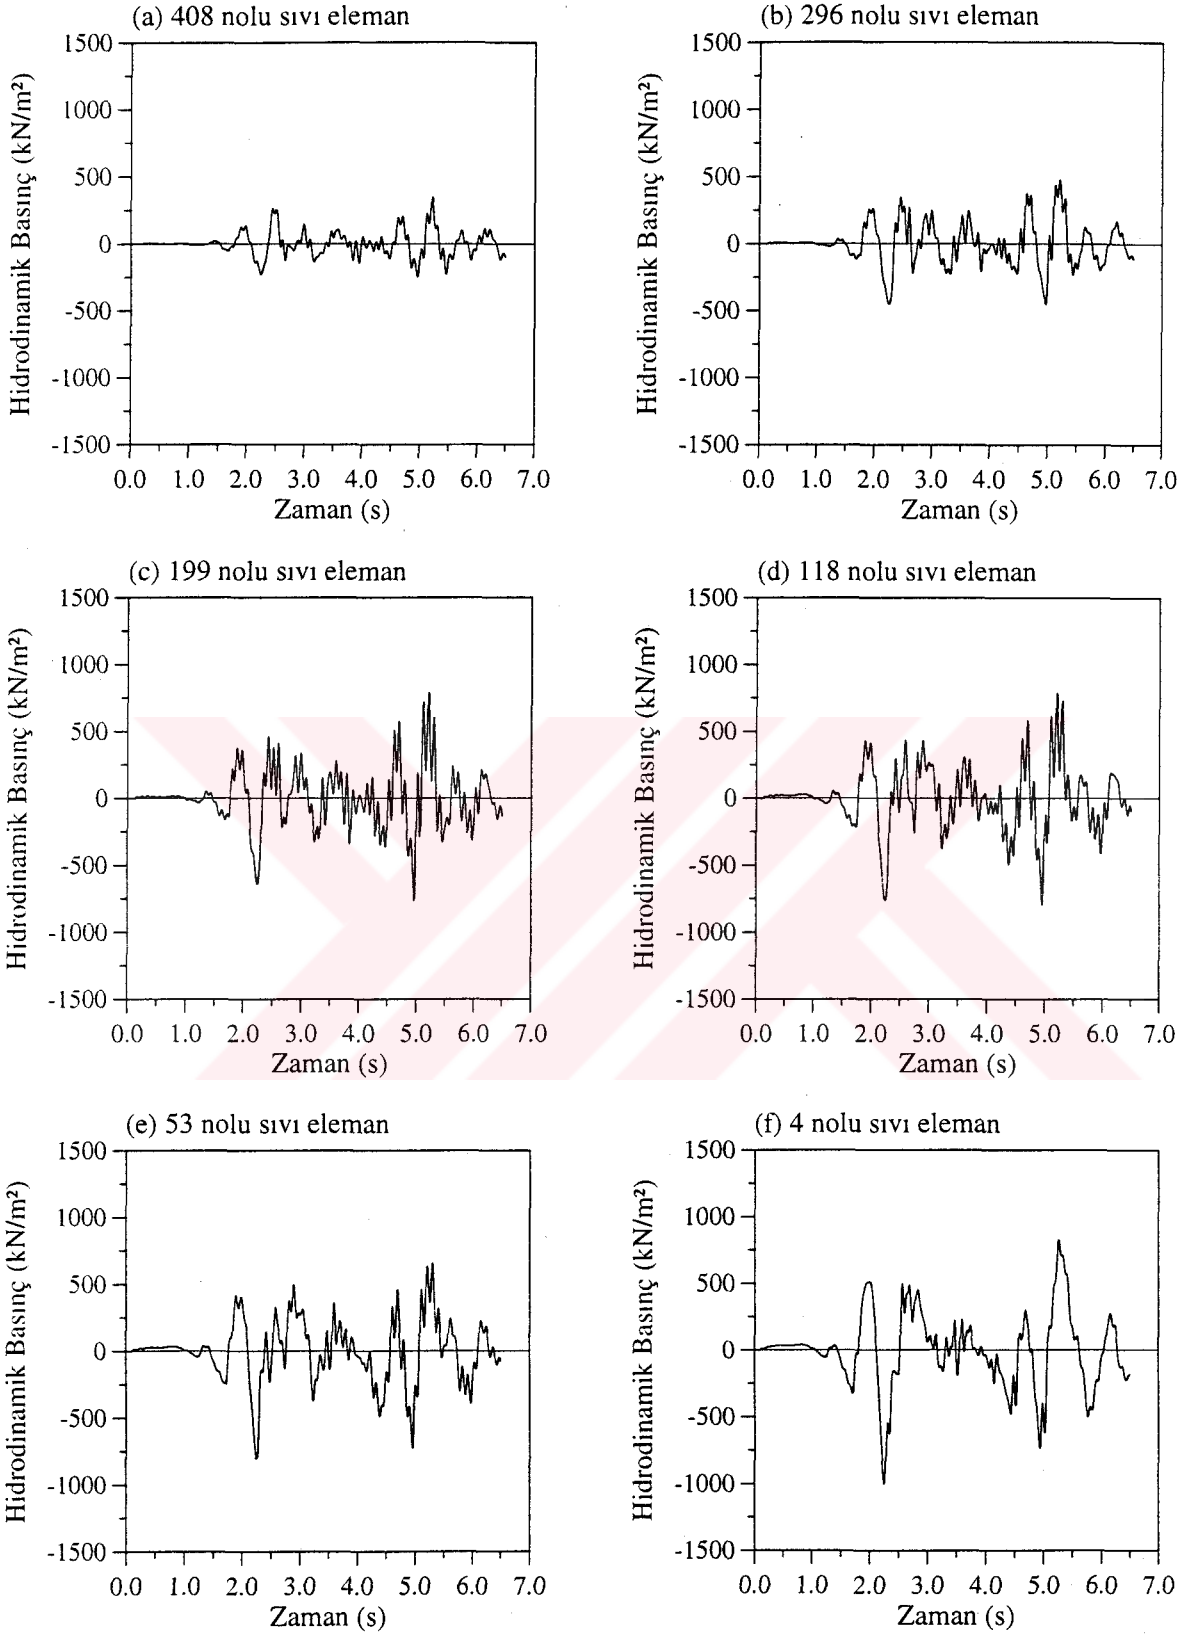 (a) 408 nolu sıvı eleman
Hidrodinamik Basınç (kN/m²)
1500
1000
500
0
-500
-1000
-1500
0.0 1.0 2.0 3.0 4.0 5.0 6.0 7.0
Zaman (s)
(b) 296 nolu sıvı eleman
Hidrodinamik Basınç (kN/m²)
1500
1000
500
0
-500
-1000
-1500
0.0 1.0 2.0 3.0 4.0 5.0 6.0 7.0
Zaman (s)
(c) 199 nolu sıvı eleman
Hidrodinamik Basınç (kN/m²)
1500
1000
500
0
-500
-1000
-1500
0.0 1.0 2.0 3.0 4.0 5.0 6.0 7.0
Zaman (s)
(d) 118 nolu sıvı eleman
Hidrodinamik Basınç (kN/m²)
1500
1000
500
0
-500
-1000
-1500
0.0 1.0 2.0 3.0 4.0 5.0 6.0 7.0
Zaman (s)
(e) 53 nolu sıvı eleman
Hidrodinamik Basınç (kN/m²)
1500
1000
500
0
-500
-1000
-1500
0.0 1.0 2.0 3.0 4.0 5.0 6.0 7.0
Zaman (s)
(f) 4 nolu sıvı eleman
Hidrodinamik Basınç (kN/m²)
1500
1000
500
0
-500
-1000
-1500
0.0 1.0 2.0 3.0 4.0 5.0 6.0 7.0
Zaman (s)